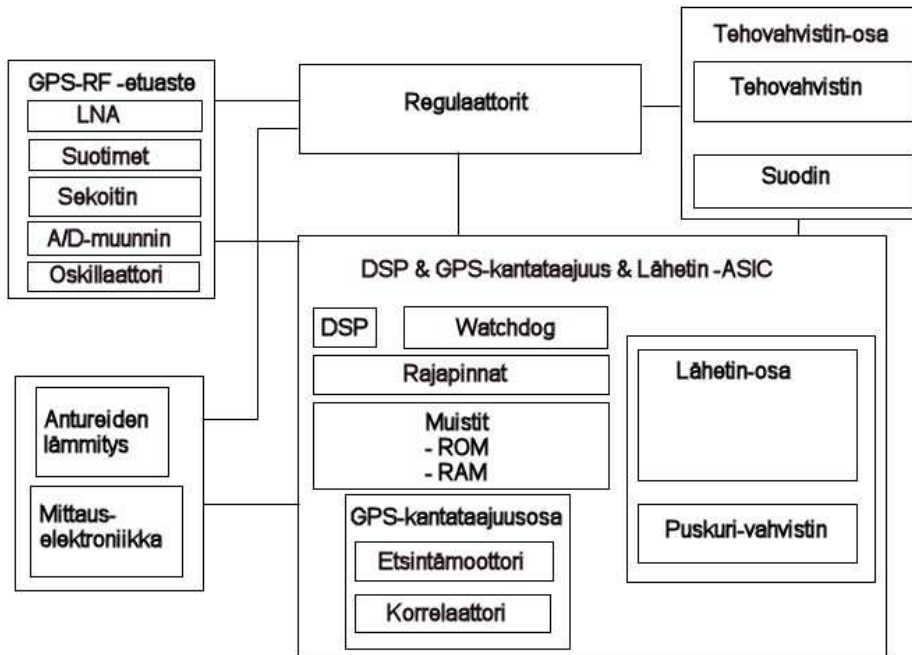 GPS-RF -etuaste
LNA
Suotimet
Sekoitin
A/D-muunnin
Oskillaattori
Regulaattorit
Tehovahvistin-osa
Tehovahvistin
Suodin
Antureiden
lämmitys
Mittaus-
elektroniikka
DSP & GPS-kantataajuus & Lähetin -ASIC
DSP
Watchdog
Rajapinnat
Muistit
- ROM
- RAM
GPS-kantataajuusosa
Etsintämoottori
Korrelaattori
Lähetin-osa
Puskuri-vahvistin